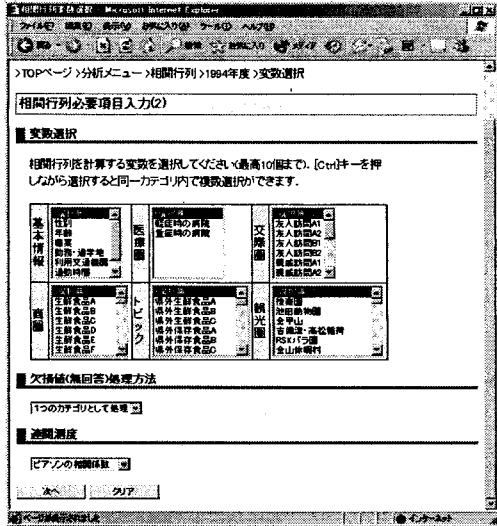 相関行列変数選択 - Microsoft Internet Explorer
>TOPページ >分析メニュー >相関行列 >1994年度 >変数選択
相関行列必要項目入力(2)
変数選択
相関行列を計算する変数を選択してください(最高10個まで)．[Ctrl]キーを押
しながら選択すると同一カテゴリ内で複数選択ができます．
基本情報
性別
年齢
職業
勤務・通学地
利用交通機関
通勤時間
医療圏
軽症時の病院
重症時の病院
交際圏
友人訪問A1
友人訪問A2
友人訪問B1
友人訪問B2
親戚訪問A1
親戚訪問A2
商圏
生鮮食品A
生鮮食品B
生鮮食品C
生鮮食品D
生鮮食品E
生鮮食品F
トピック
県外生鮮食品A
県外生鮮食品B
県外生鮮食品C
県外保存食品A
県外保存食品B
県外保存食品C
観光圏
後楽園
池田動物園
金甲山
吉備津・高松稲荷
RSKバラ園
金山休暇村
欠損値(無回答)処理方法
1つのカテゴリとして処理
連関測度
ピアソンの相関係数
次へ クリア
ページが表示されました